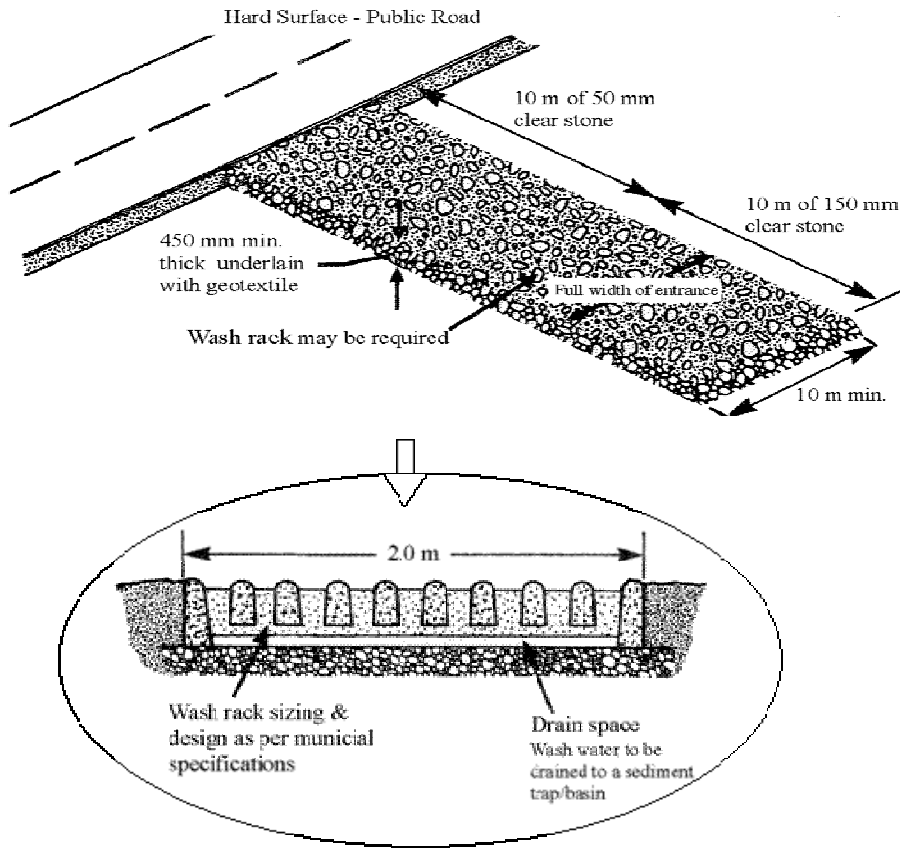 Hard Surface - Public Road
10 m of 50 mm
clear stone
10 m of 150 mm
clear stone
450 mm min.
thick underlain
with geotextile
Full width of entrance
Wash rack may be required
10 m min.
2.0 m
Wash rack sizing &
design as per municial
specifications
Drain space
Wash water to be
drained to a sediment
trap/basin